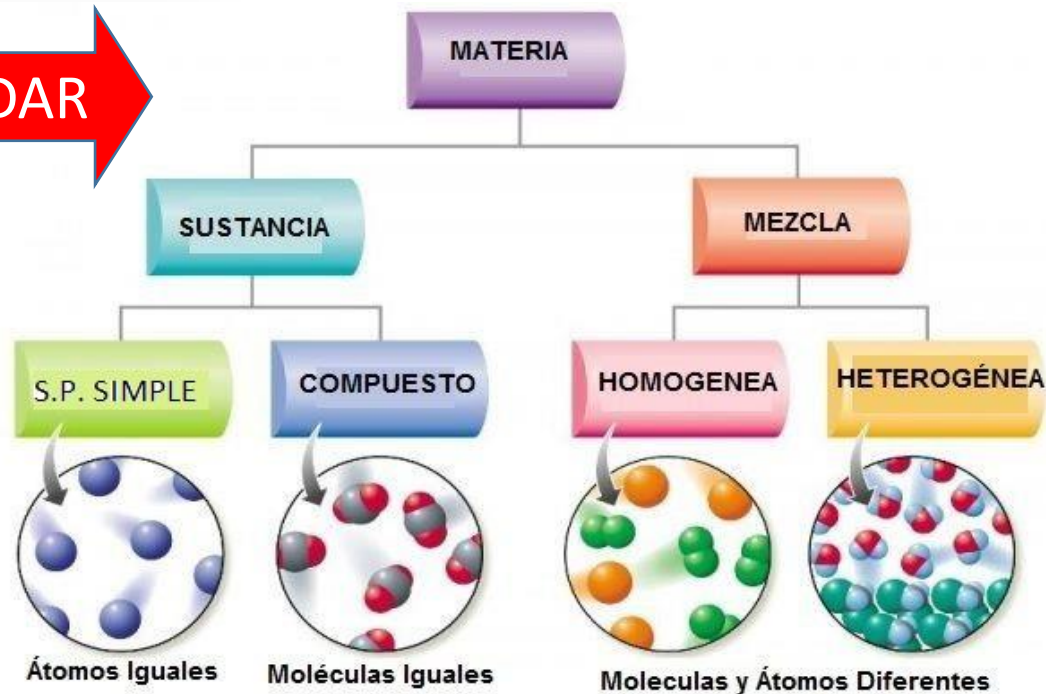 DAR
MATERIA
SUSTANCIA
MEZCLA
S.P. SIMPLE
COMPUESTO
HOMOGENEA
HETEROGÉNEA
Átomos Iguales
Moléculas Iguales
Moleculas y Átomos Diferentes